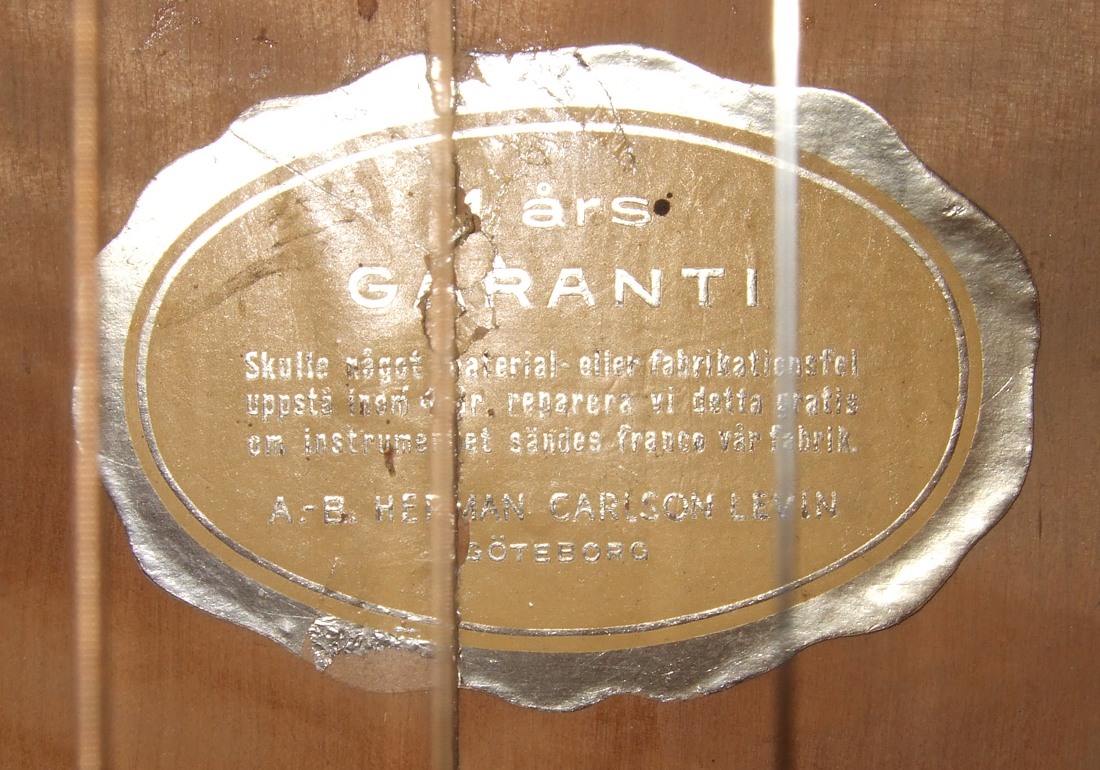 1 års
GARANTI
Skulle något material- eller fabrikationsfel
uppstå inom 1 år, reparera vi detta gratis
om instrumentet sändes franco vår fabrik.
A.-B. HERMAN CARLSON LEVIN
GÖTEBORG